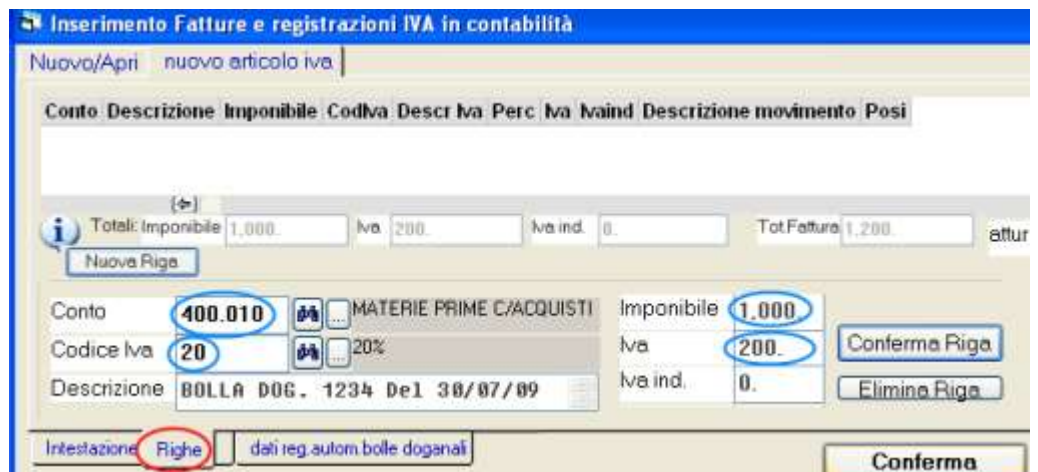 Inserimento Fatture e registrazioni IVA in contabilità
Nuovo/Apri nuovo articolo iva
Conto Descrizione Imponibile CodIva Descr Iva Perc Iva Ivaind Descrizione movimento Posi
Totali: Imponibile 1,000. Iva 200. Iva ind. 0. Tot.Fattura 1,200. attur
Nuova Riga
Conto 400.010 ... MATERIE PRIME C/ACQUISTI Imponibile 1,000.
Codice Iva 20 ... 20% Iva 200. Conferma Riga
Descrizione BOLLA DOG. 1234 Del 30/07/09 Iva ind. 0. Elimina Riga
Intestazione Righe dati reg.autom.bolle doganali
Conferma